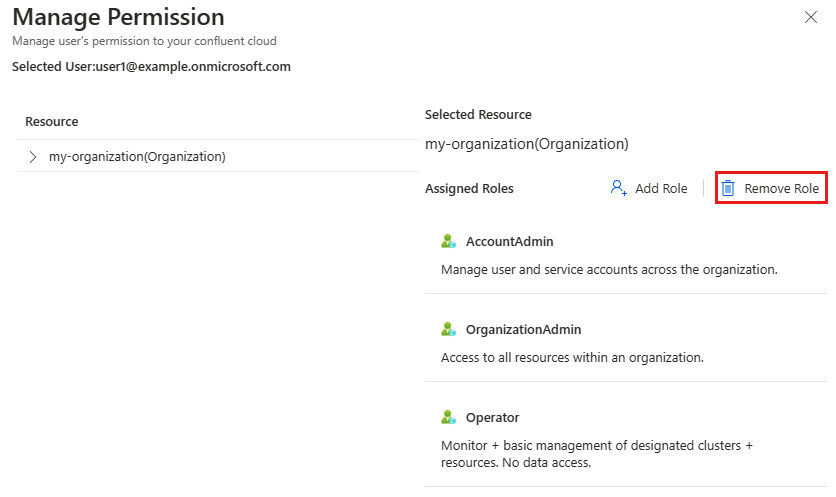 Manage Permission
Manage user's permission to your confluent cloud
Selected User:user1@example.onmicrosoft.com
Resource
my-organization(Organization)
Selected Resource
my-organization(Organization)
Assigned Roles
Add Role
Remove Role
AccountAdmin
Manage user and service accounts across the organization.
OrganizationAdmin
Access to all resources within an organization.
Operator
Monitor + basic management of designated clusters +
resources. No data access.